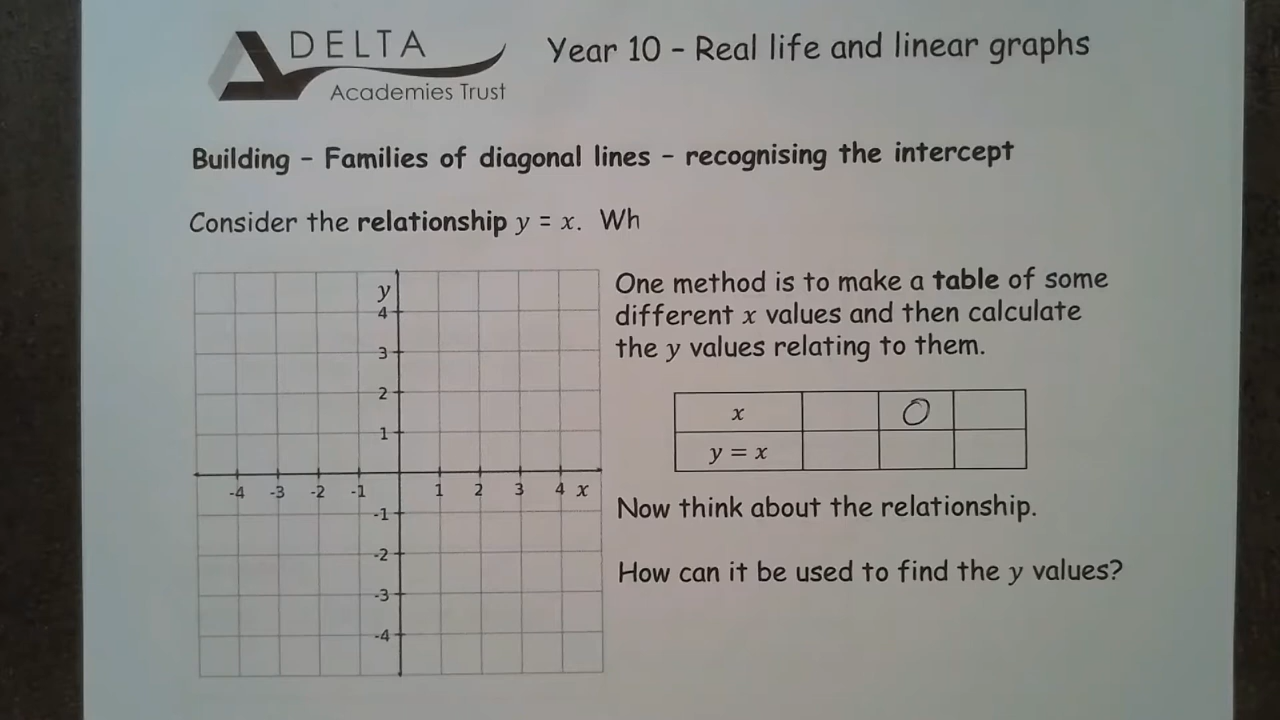 DELTA
Academies Trust
Year 10 - Real life and linear graphs
Building - Families of diagonal lines - recognising the intercept
Consider the relationship y = x. Wh
One method is to make a table of some
different x values and then calculate
the y values relating to them.
x 0
y = x
Now think about the relationship.
How can it be used to find the y values?
y
4
3
2
1
-4 -3 -2 -1 1 2 3 4 x
-1
-2
-3
-4